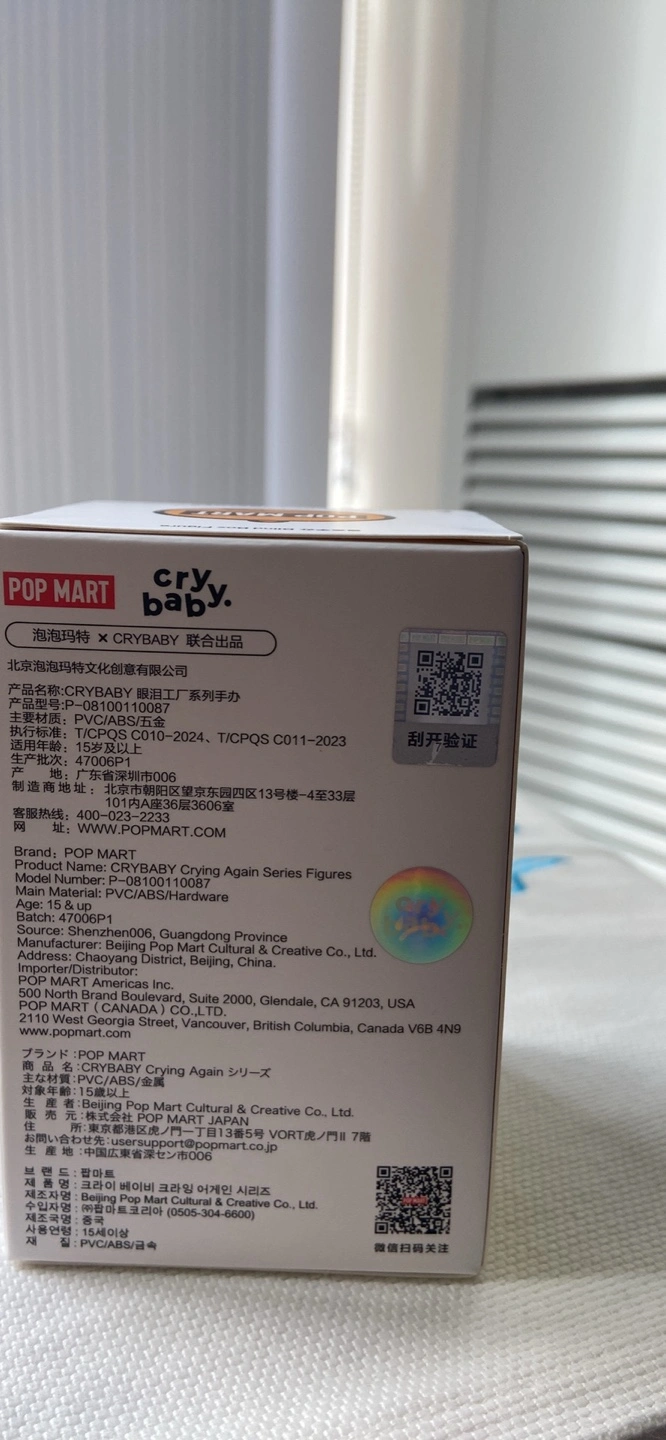 POP MART
POP MART
cry
baby.
泡泡玛特 × CRYBABY 联合出品
北京泡泡玛特文化创意有限公司
产品名称:CRYBABY 眼泪工厂系列手办
产品型号:P-08100110087
主要材质: PVC/ABS/五金
执行标准: T/CPQS C010-2024、T/CPQS C011-2023
适用年龄: 15岁及以上
生产批次: 47006P1
产 地: 广东省深圳市006
制造商地址: 北京市朝阳区望京东园四区13号楼-4至33层
101内A座36层3606室
客服热线: 400-023-2233
网 址: WWW.POPMART.COM
刮开验证
Brand: POP MART
Product Name: CRYBABY Crying Again Series Figures
Model Number: P-08100110087
Main Material: PVC/ABS/Hardware
Age: 15 & up
Batch: 47006P1
Source: Shenzhen006, Guangdong Province
Manufacturer: Beijing Pop Mart Cultural & Creative Co., Ltd.
Address: Chaoyang District, Beijing, China.
Importer/Distributor:
POP MART Americas Inc.
500 North Brand Boulevard, Suite 2000, Glendale, CA 91203, USA
POP MART ( CANADA ) CO.,LTD.
2110 West Georgia Street, Vancouver, British Columbia, Canada V6B 4N9
www.popmart.com
ブランド:POP MART
商 品 名:CRYBABY Crying Again シリーズ
主な材質:PVC/ABS/金属
対象年齢:15歳以上
生 産 者:Beijing Pop Mart Cultural & Creative Co., Ltd.
販 売 元:株式会社 POP MART JAPAN
住 所:東京都港区虎ノ門一丁目13番5号 VORT虎ノ門Ⅱ 7階
お問い合わせ先:usersupport@popmart.co.jp
生 産 地:中国広東省深セン市006
브 랜 드 : 팝마트
제 품 명 : 크라이 베이비 크라잉 어게인 시리즈
제조자명 : Beijing Pop Mart Cultural & Creative Co., Ltd.
수입자명 : ㈜팝마트코리아 (0505-304-6600)
제조국명 : 중국
사용연령 : 15세이상
재 질 : PVC/ABS/금속
微信扫码关注